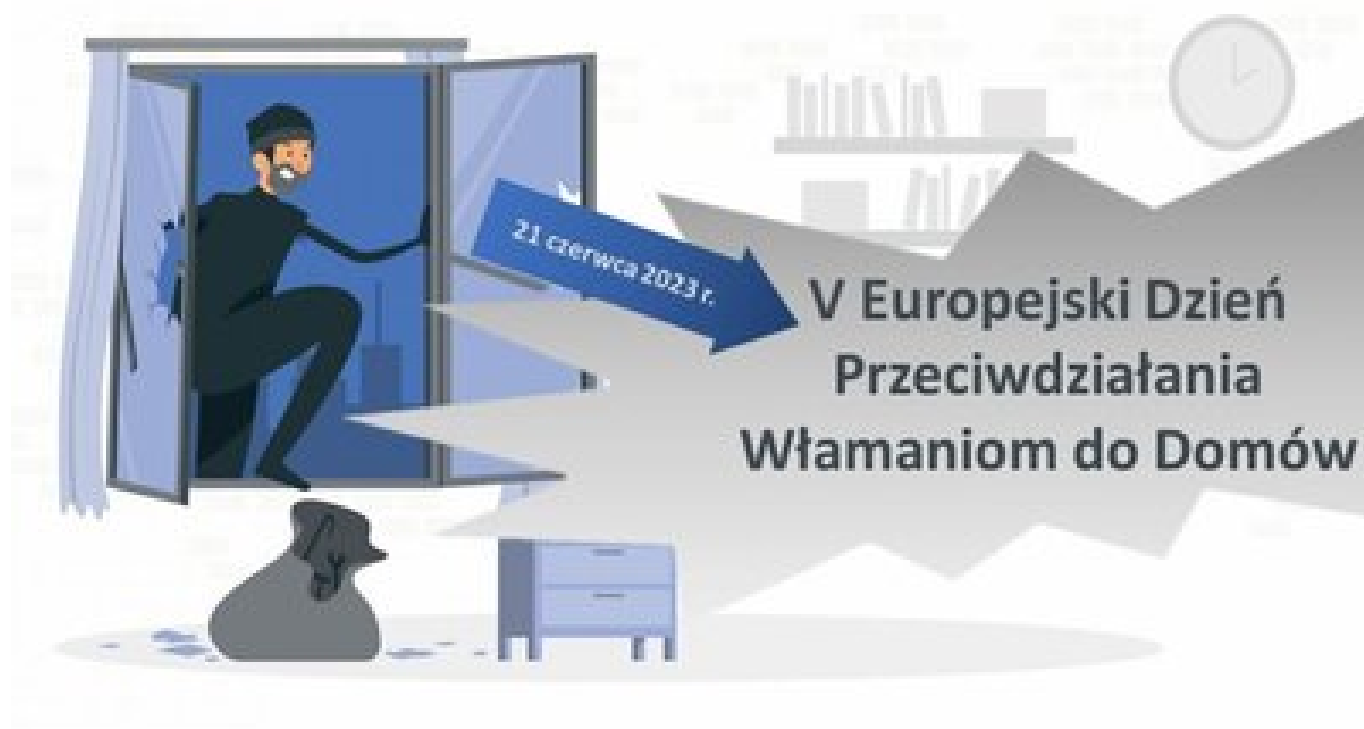 21 czerwca 2023 r.
V Europejski Dzień
Przeciwdziałania
Włamaniom do Domów